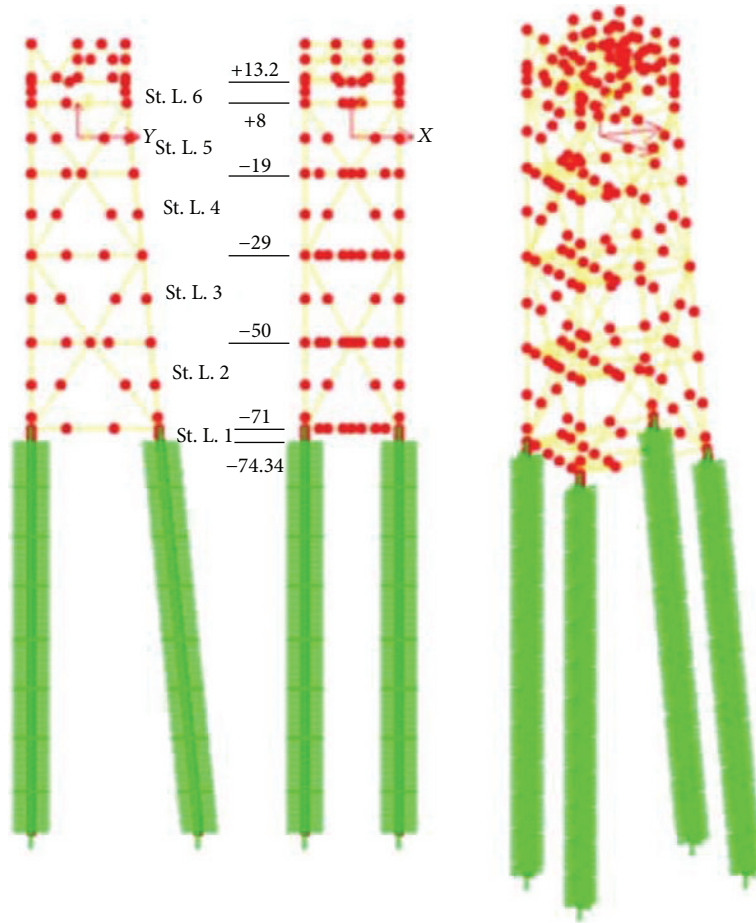 +13.2
St. L. 6
+8
Y
X
St. L. 5
−19
St. L. 4
−29
St. L. 3
−50
St. L. 2
−71
St. L. 1
−74.34